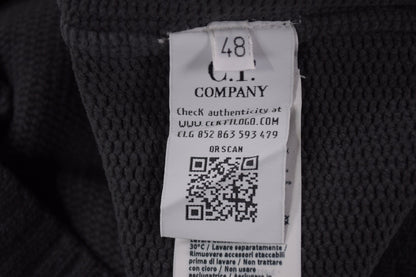 48
C.P.
COMPANY
Check authenticity at
WWW.CERTILOGO.COM
CLG 852 863 593 479
QR SCAN
30°C / Lavare separatamente /
Rimuovere accessori staccabili
prima di lavare / Non trattare
con cloro / Non usare